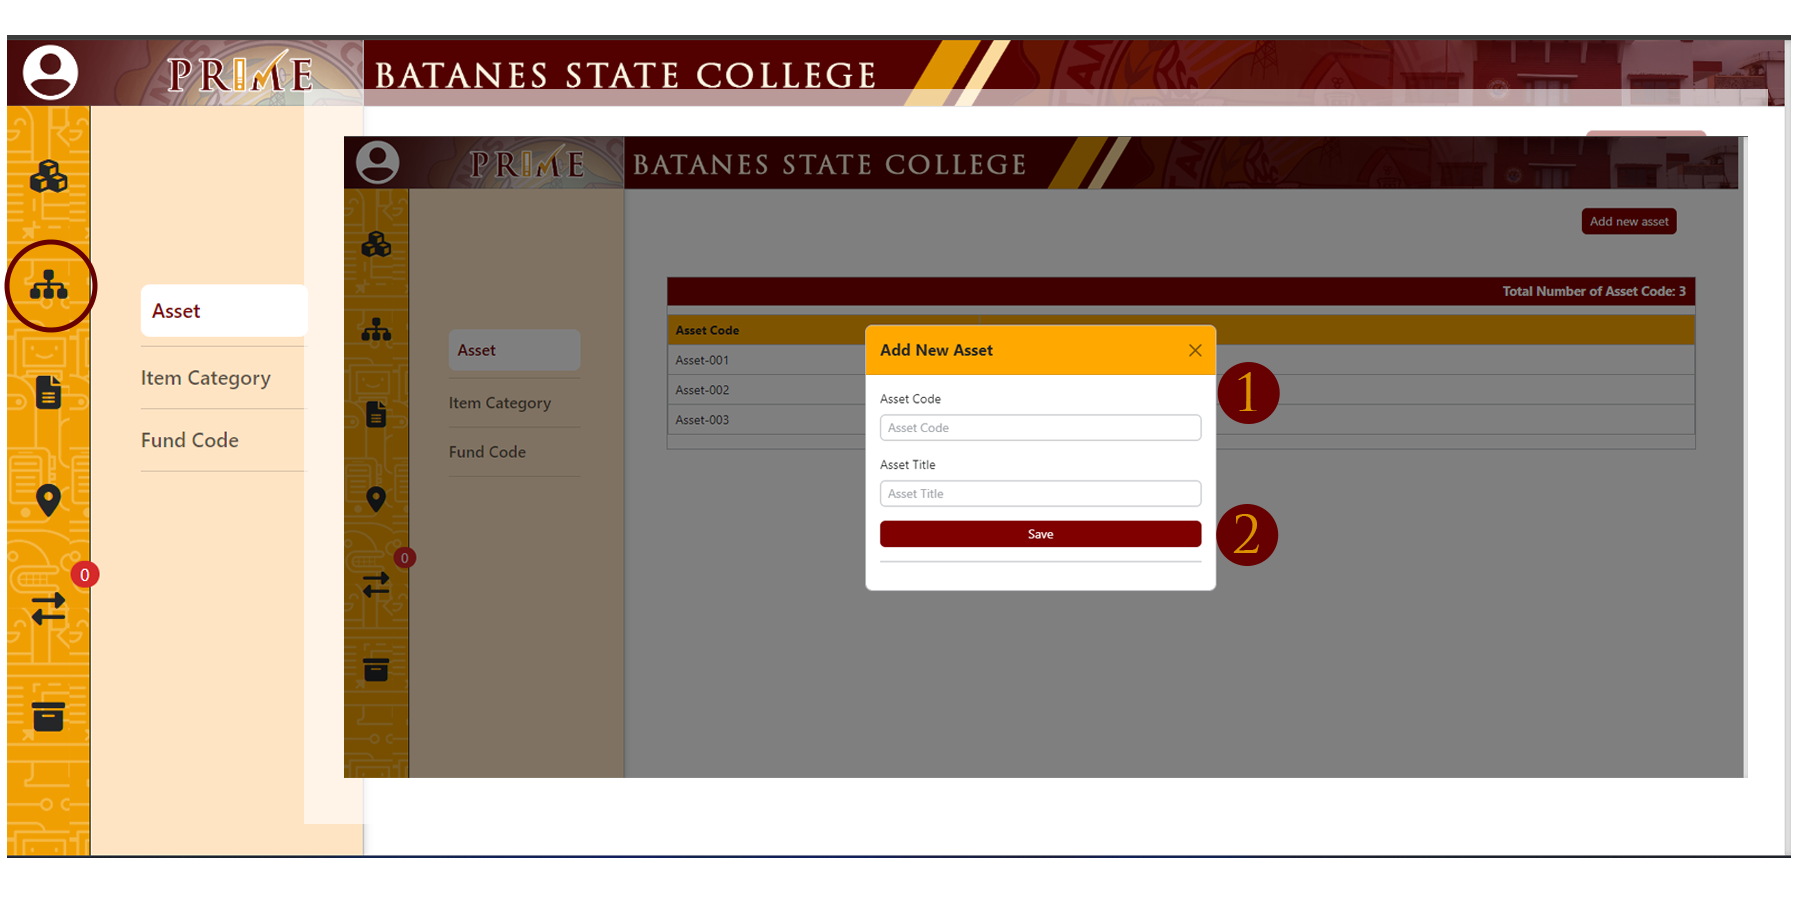 PRIME
BATANES STATE COLLEGE
Asset
Item Category
Fund Code
0
PRIME
BATANES STATE COLLEGE
Add new asset
Asset
Item Category
Fund Code
0
Total Number of Asset Code: 3
Asset Code
Asset-001
Asset-002
Asset-003
Add New Asset
Asset Code
Asset Code
Asset Title
Asset Title
Save
1
2